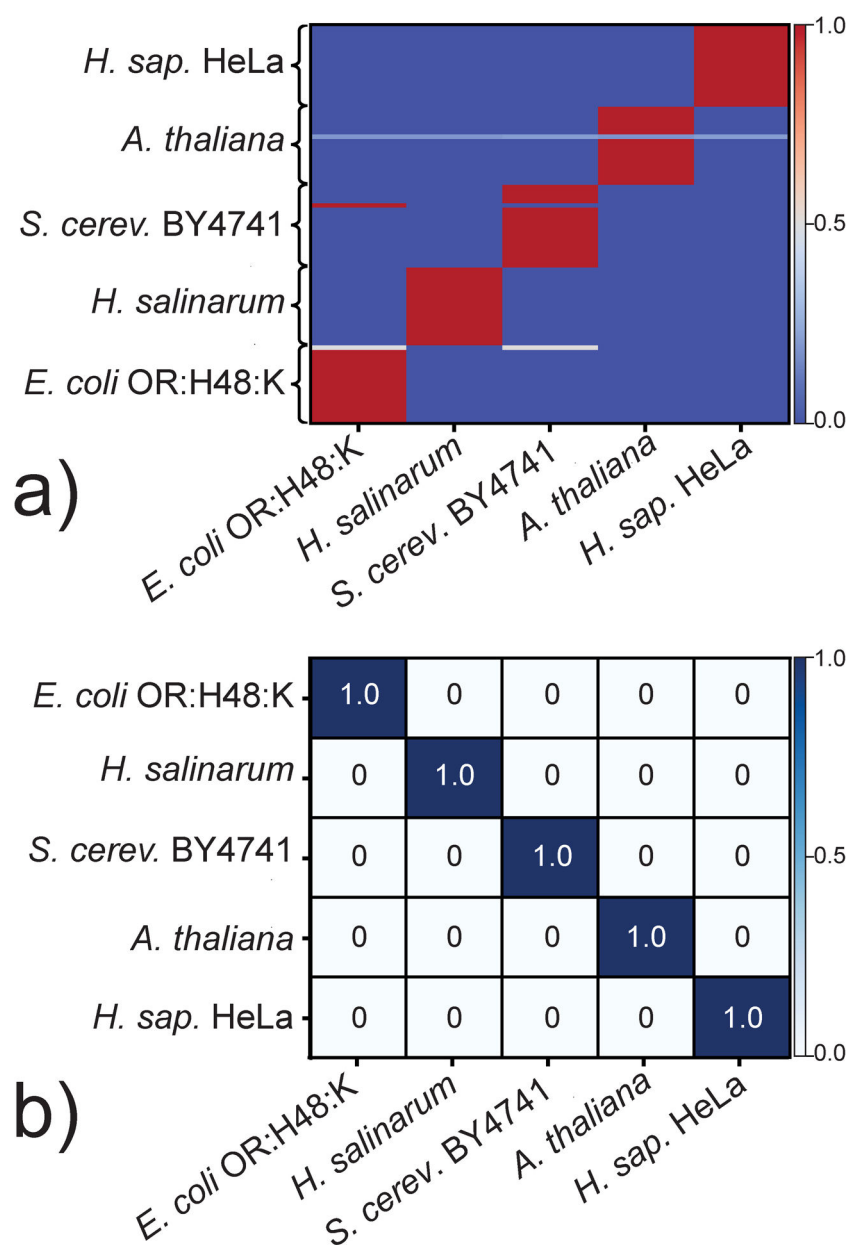 H. sap. HeLa
A. thaliana
S. cerev. BY4741
H. salinarum
E. coli OR:H48:K
1.0
0.5
0.0
E. coli OR:H48:K
H. salinarum
S. cerev. BY4741
A. thaliana
H. sap. HeLa
a)
E. coli OR:H48:K 1.0 0 0 0 0
H. salinarum 0 1.0 0 0 0
S. cerev. BY4741 0 0 1.0 0 0
A. thaliana 0 0 0 1.0 0
H. sap. HeLa 0 0 0 0 1.0
1.0
0.5
0.0
E. coli OR:H48:K
H. salinarum
S. cerev. BY4741
A. thaliana
H. sap. HeLa
b)